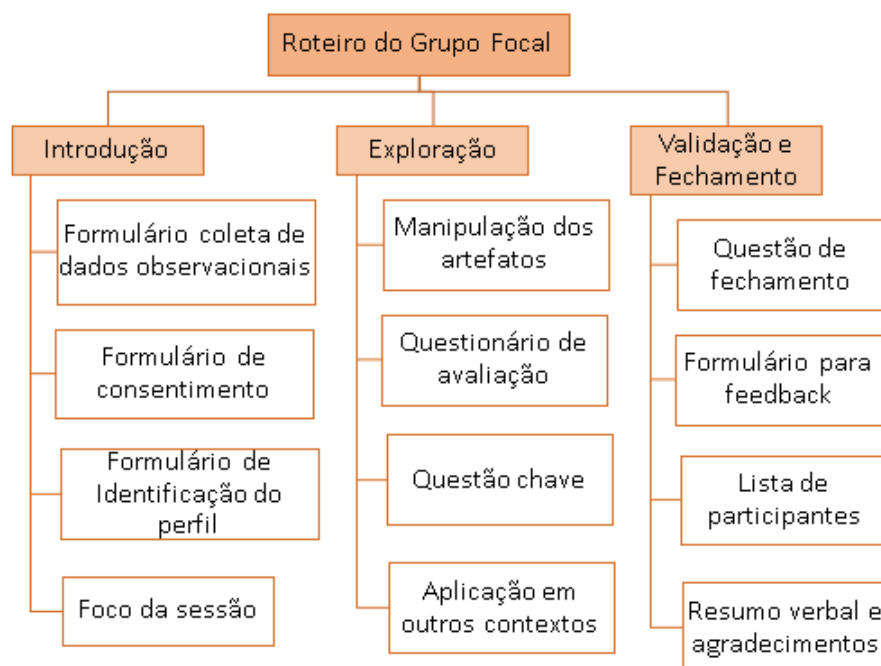 Roteiro do Grupo Focal
Introdução
Formulário coleta de
dados observacionais
Formulário de
consentimento
Formulário de
Identificação do
perfil
Foco da sessão
Exploração
Manipulação dos
artefatos
Questionário de
avaliação
Questão chave
Aplicação em
outros contextos
Validação e
Fechamento
Questão de
fechamento
Formulário para
feedback
Lista de
participantes
Resumo verbal e
agradecimentos